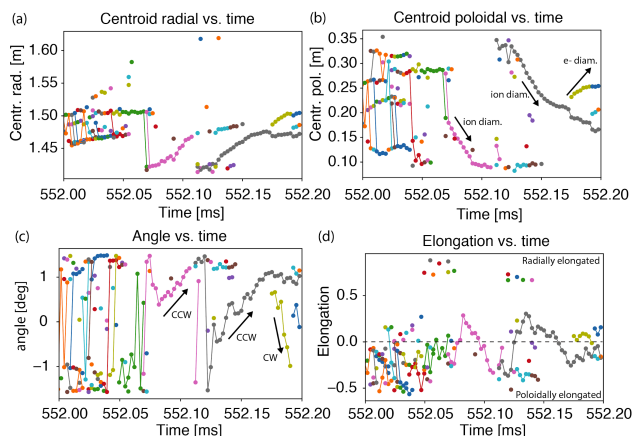 (a)
Centroid radial vs. time
Centr. rad. [m]
1.60
1.55
1.50
1.45
552.00
552.05
552.10
552.15
552.20
Time [ms]
(b)
Centroid poloidal vs. time
Centr. pol. [m]
0.35
0.30
0.25
0.20
0.15
0.10
e- diam.
ion diam.
ion diam.
552.00
552.05
552.10
552.15
552.20
Time [ms]
(c)
Angle vs. time
angle [deg]
1
0
−1
CCW
CCW
CW
552.00
552.05
552.10
552.15
552.20
Time [ms]
(d)
Elongation vs. time
Elongation
0.5
0.0
−0.5
Radially elongated
Poloidally elongated
552.00
552.05
552.10
552.15
552.20
Time [ms]